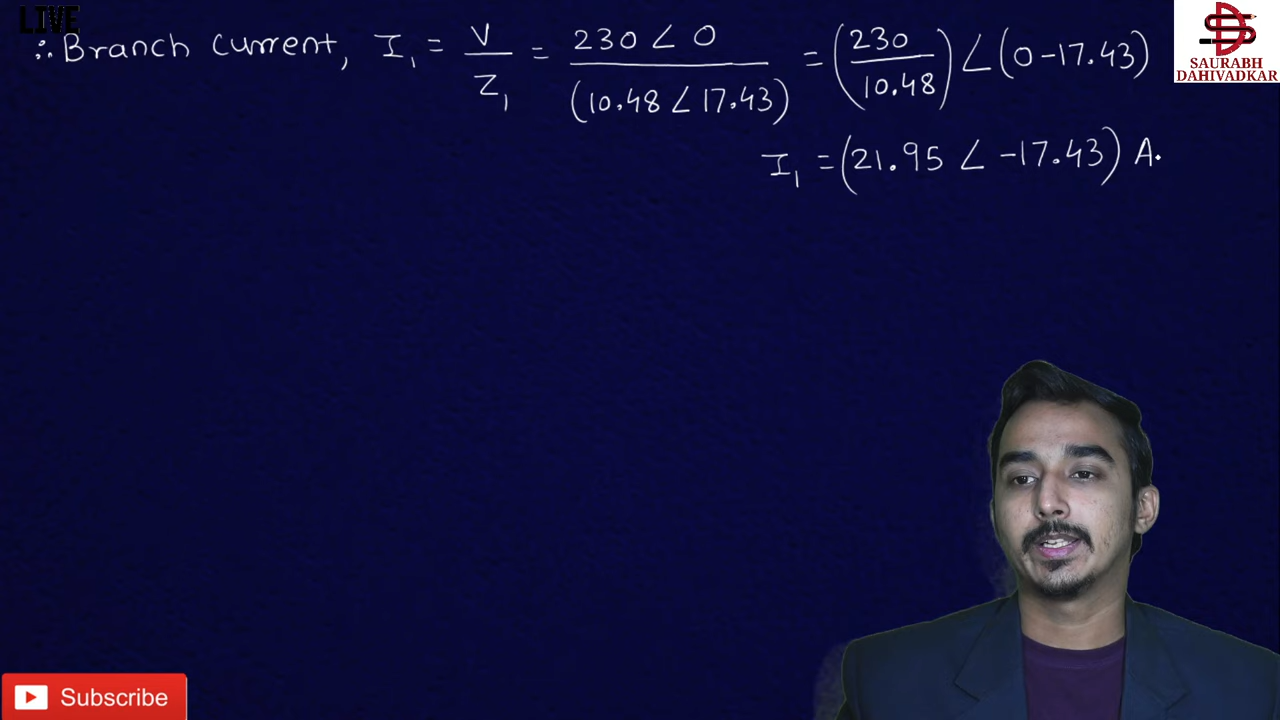 LIVE
∴ Branch current, I₁ = V/Z₁ = 230∠0/(10.48∠17.43) = (230/10.48)∠(0-17.43)
I₁ = (21.95∠-17.43) A.
SAURABH
DAHIVADKAR
Subscribe